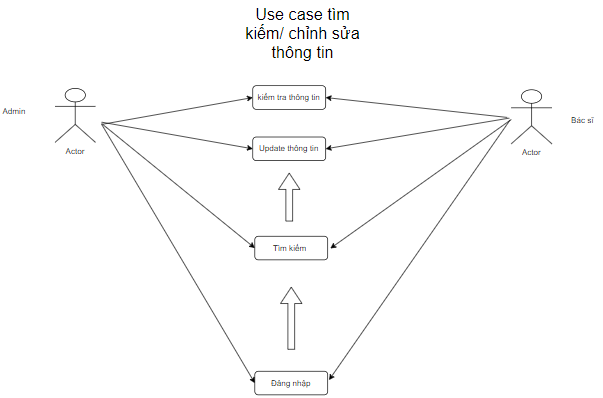 Use case tìm
kiếm/ chỉnh sửa
thông tin
kiểm tra thông tin
Admin
Bác sĩ
Update thông tin
Actor
Actor
Tìm kiếm
Đăng nhập